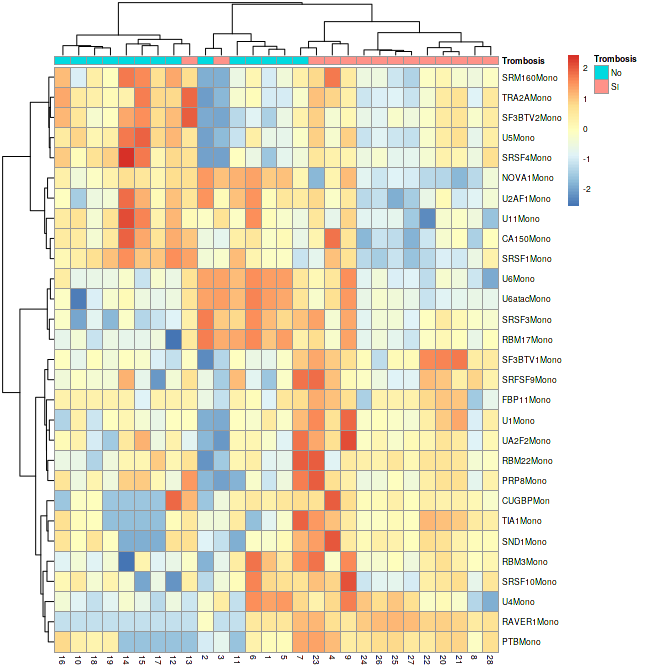 Trombosis
SRM160Mono
TRA2AMono
SF3BTV2Mono
U5Mono
SRSF4Mono
NOVA1Mono
U2AF1Mono
U11Mono
CA150Mono
SRSF1Mono
U6Mono
U6atacMono
SRSF3Mono
RBM17Mono
SF3BTV1Mono
SRFSF9Mono
FBP11Mono
U1Mono
UA2F2Mono
RBM22Mono
PRP8Mono
CUGBPMon
TIA1Mono
SND1Mono
RBM3Mono
SRSF10Mono
U4Mono
RAVER1Mono
PTBMono
16 10 18 19 14 15 17 12 13 2 3 11 6 1 5 7 23 4 9 24 26 25 27 22 20 21 8 28
2
1
0
-1
-2
Trombosis
No
SI